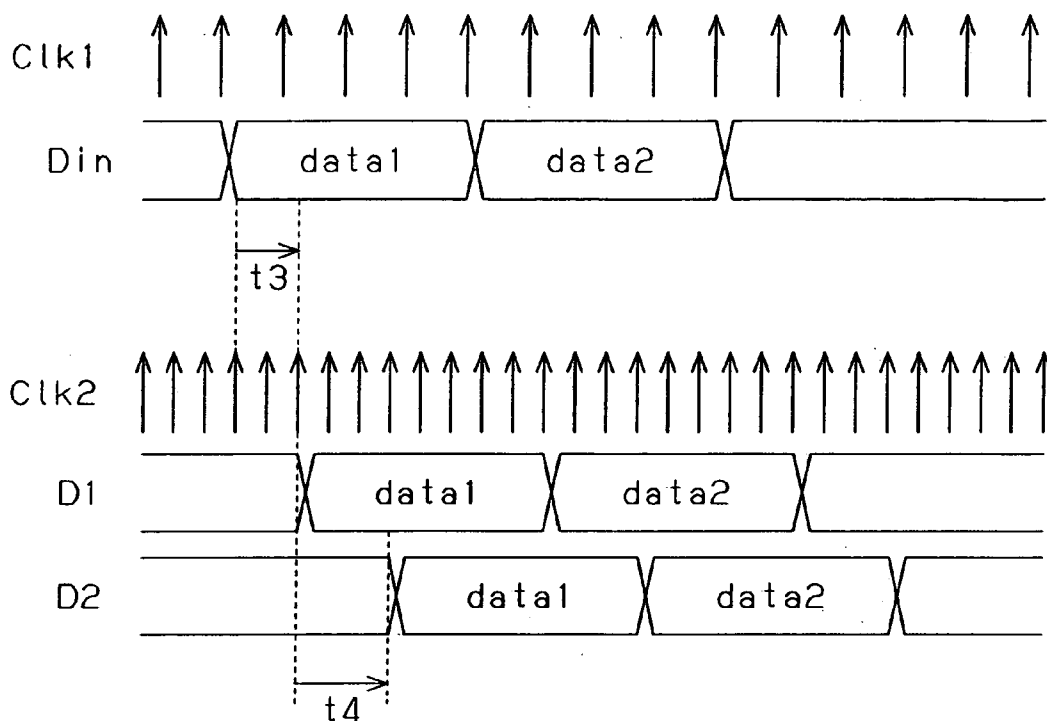 Clk1
Din data1 data2
t3
Clk2
D1 data1 data2
D2 data1 data2
t4